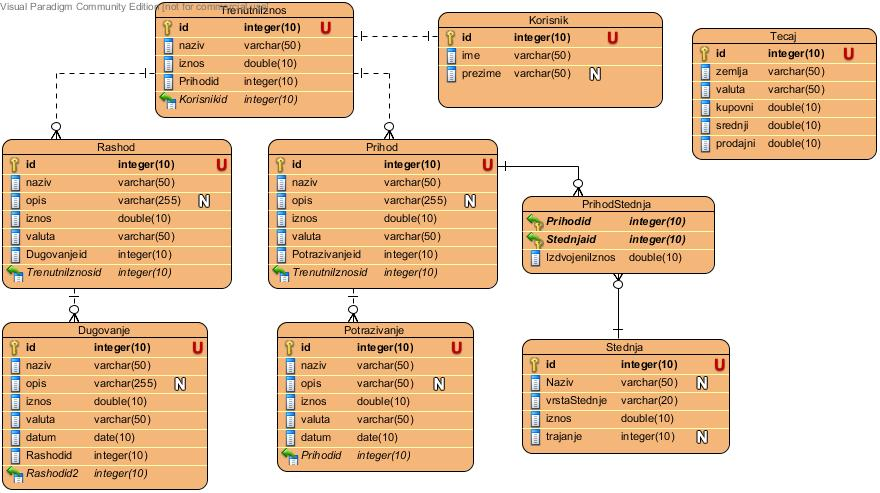 Visual Paradigm Community Edition [not for commercial use]
TrenutniIznos
id integer(10) U
naziv varchar(50)
iznos double(10)
Prihodid integer(10)
Korisnikid integer(10)
Korisnik
id integer(10) U
ime varchar(50)
prezime varchar(50) N
Tecaj
id integer(10) U
zemlja varchar(50)
valuta varchar(50)
kupovni double(10)
srednji double(10)
prodajni double(10)
Rashod
id integer(10) U
naziv varchar(50)
opis varchar(255) N
iznos double(10)
valuta varchar(50)
Dugovanjeid integer(10)
TrenutniIznosid integer(10)
Prihod
id integer(10) U
naziv varchar(50)
opis varchar(255) N
iznos double(10)
valuta varchar(50)
Potrazivanjeid integer(10)
TrenutniIznosid integer(10)
PrihodStednja
Prihodid integer(10)
Stednjaid integer(10)
IzdvojeniIznos double(10)
Dugovanje
id integer(10) U
naziv varchar(50)
opis varchar(255) N
iznos double(10)
valuta varchar(50)
datum date(10)
Rashodid integer(10)
Rashodid2 integer(10)
Potrazivanje
id integer(10) U
naziv varchar(50)
opis varchar(50) N
iznos double(10)
valuta varchar(50)
datum date(10)
Prihodid integer(10)
Stednja
id integer(10) U
Naziv varchar(50) N
vrstaStednje varchar(20)
iznos double(10)
trajanje integer(10) N